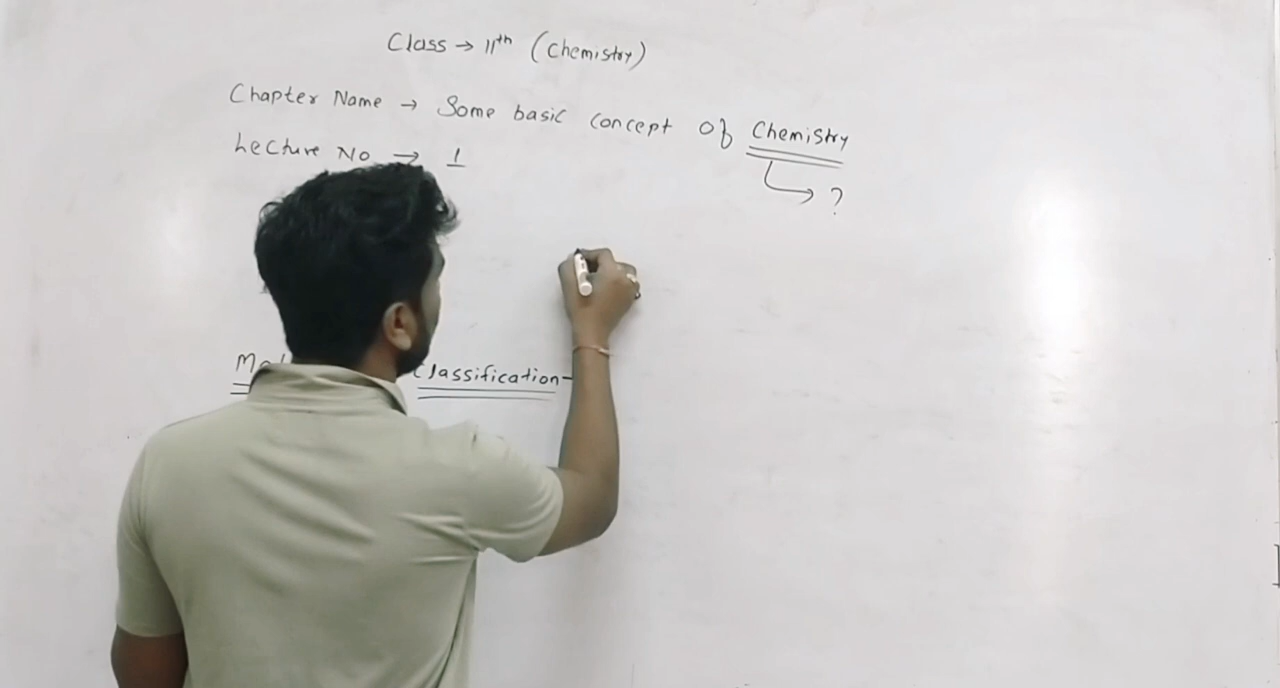 Class → 11th (Chemistry)
Chapter Name → Some basic concept of Chemistry
Lecture No → 1
→ ?
Classification